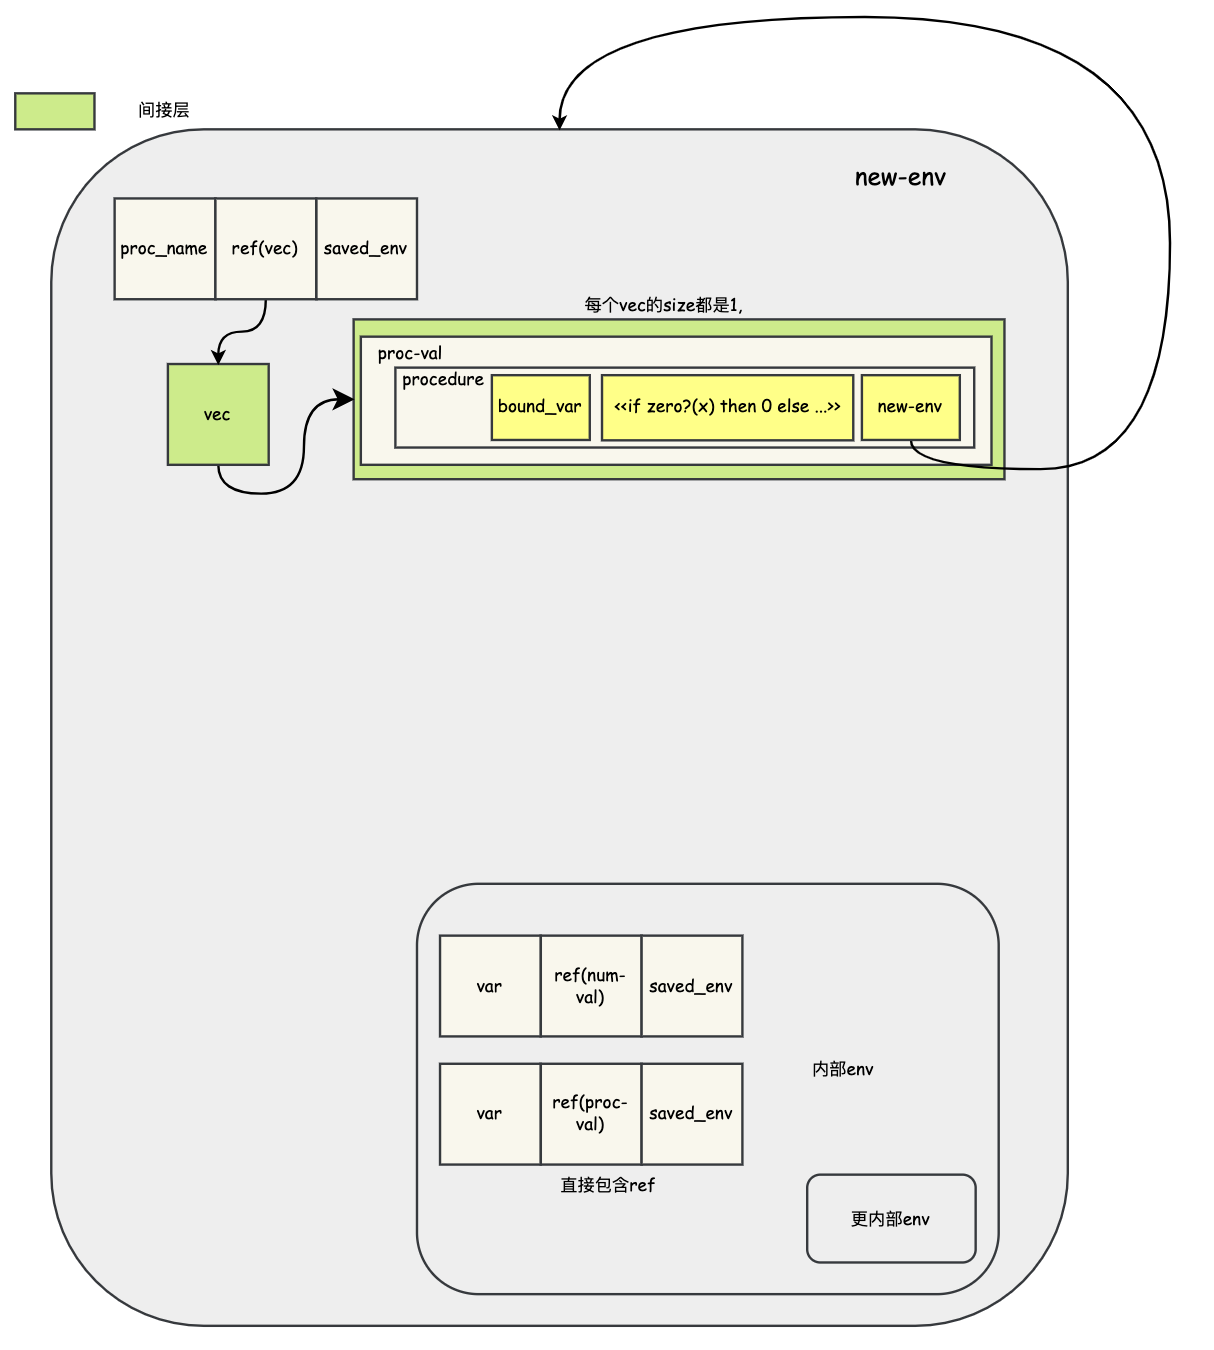 间接层
new-env
proc_name
ref(vec)
saved_env
每个vec的size都是1,
proc-val
procedure
bound_var
<<if zero?(x) then 0 else ...>>
new-env
vec
var
ref(num-
val)
saved_env
内部env
var
ref(proc-
val)
saved_env
直接包含ref
更内部env